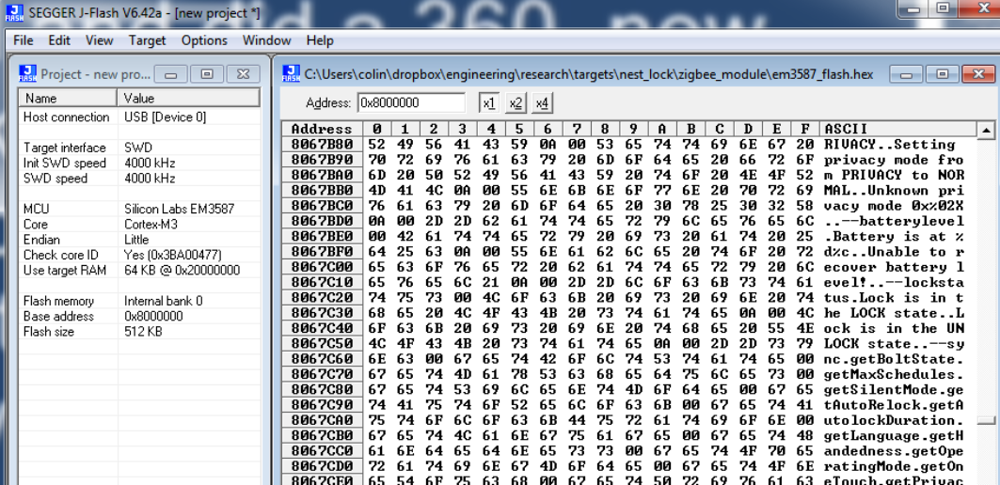 SEGGER J-Flash V6.42a - [new project *]
File Edit View Target Options Window Help
Project - new pro...
Name Value
Host connection USB [Device 0]
Target interface SWD
Init SWD speed 4000 kHz
SWD speed 4000 kHz
MCU Silicon Labs EM3587
Core Cortex-M3
Endian Little
Check core ID Yes (0x3BA00477)
Use target RAM 64 KB @ 0x20000000
Flash memory Internal bank 0
Base address 0x8000000
Flash size 512 KB
C:\Users\colin\dropbox\engineering\research\targets\nest_lock\zigbee_module\em3587_flash.hex
Address: 0x8000000 x1 x2 x4
Address 0 1 2 3 4 5 6 7 8 9 A B C D E F ASCII
8067B80 52 49 56 41 43 59 0A 00 53 65 74 74 69 6E 67 20 RIVACY..Setting
8067B90 70 72 69 76 61 63 79 20 6D 6F 64 65 20 66 72 6F privacy mode fro
8067BA0 6D 20 50 52 49 56 41 43 59 20 74 6F 20 4E 4F 52 m PRIVACY to NOR
8067BB0 4D 41 4C 0A 00 55 6E 6B 6E 6F 77 6E 20 70 72 69 MAL..Unknown pri
8067BC0 76 61 63 79 20 6D 6F 64 65 20 30 78 25 30 32 58 vacy mode 0x%02X
8067BD0 0A 00 2D 2D 62 61 74 74 65 72 79 6C 65 76 65 6C ..--batterylevel
8067BE0 00 42 61 74 74 65 72 79 20 69 73 20 61 74 20 25 .Battery is at %
8067BF0 64 25 63 0A 00 55 6E 61 62 6C 65 20 74 6F 20 72 d%c..Unable to r
8067C00 65 63 6F 76 65 72 20 62 61 74 74 65 72 79 20 6C ecover battery l
8067C10 65 76 65 6C 21 0A 00 2D 2D 6C 6F 63 6B 73 74 61 evel!..--locksta
8067C20 74 75 73 00 4C 6F 63 6B 20 69 73 20 69 6E 20 74 tus.Lock is in t
8067C30 68 65 20 4C 4F 43 4B 20 73 74 61 74 65 0A 00 4C he LOCK state..L
8067C40 6F 63 6B 20 69 73 20 69 6E 20 74 68 65 20 55 4E ock is in the UN
8067C50 4C 4F 43 4B 20 73 74 61 74 65 0A 00 2D 2D 73 79 LOCK state..--sy
8067C60 6E 63 00 67 65 74 42 6F 6C 74 53 74 61 74 65 00 nc.getBoltState.
8067C70 67 65 74 4D 61 78 53 63 68 65 64 75 6C 65 73 00 getMaxSchedules.
8067C80 67 65 74 53 69 6C 65 6E 74 4D 6F 64 65 00 67 65 getSilentMode.ge
8067C90 74 41 75 74 6F 52 65 6C 6F 63 6B 00 67 65 74 41 tAutoRelock.getA
8067CA0 75 74 6F 6C 6F 63 6B 44 75 72 61 74 69 6F 6E 00 utolockDuration.
8067CB0 67 65 74 4C 61 6E 67 75 61 67 65 00 67 65 74 48 getLanguage.getH
8067CC0 61 6E 64 65 64 6E 65 73 73 00 67 65 74 4F 70 65 andedness.getOpe
8067CD0 72 61 74 69 6E 67 4D 6F 64 65 00 67 65 74 4F 6E ratingMode.getOn
8067CE0 65 54 6F 75 63 68 00 67 65 74 50 72 69 76 61 63 eTouch.getPrivac